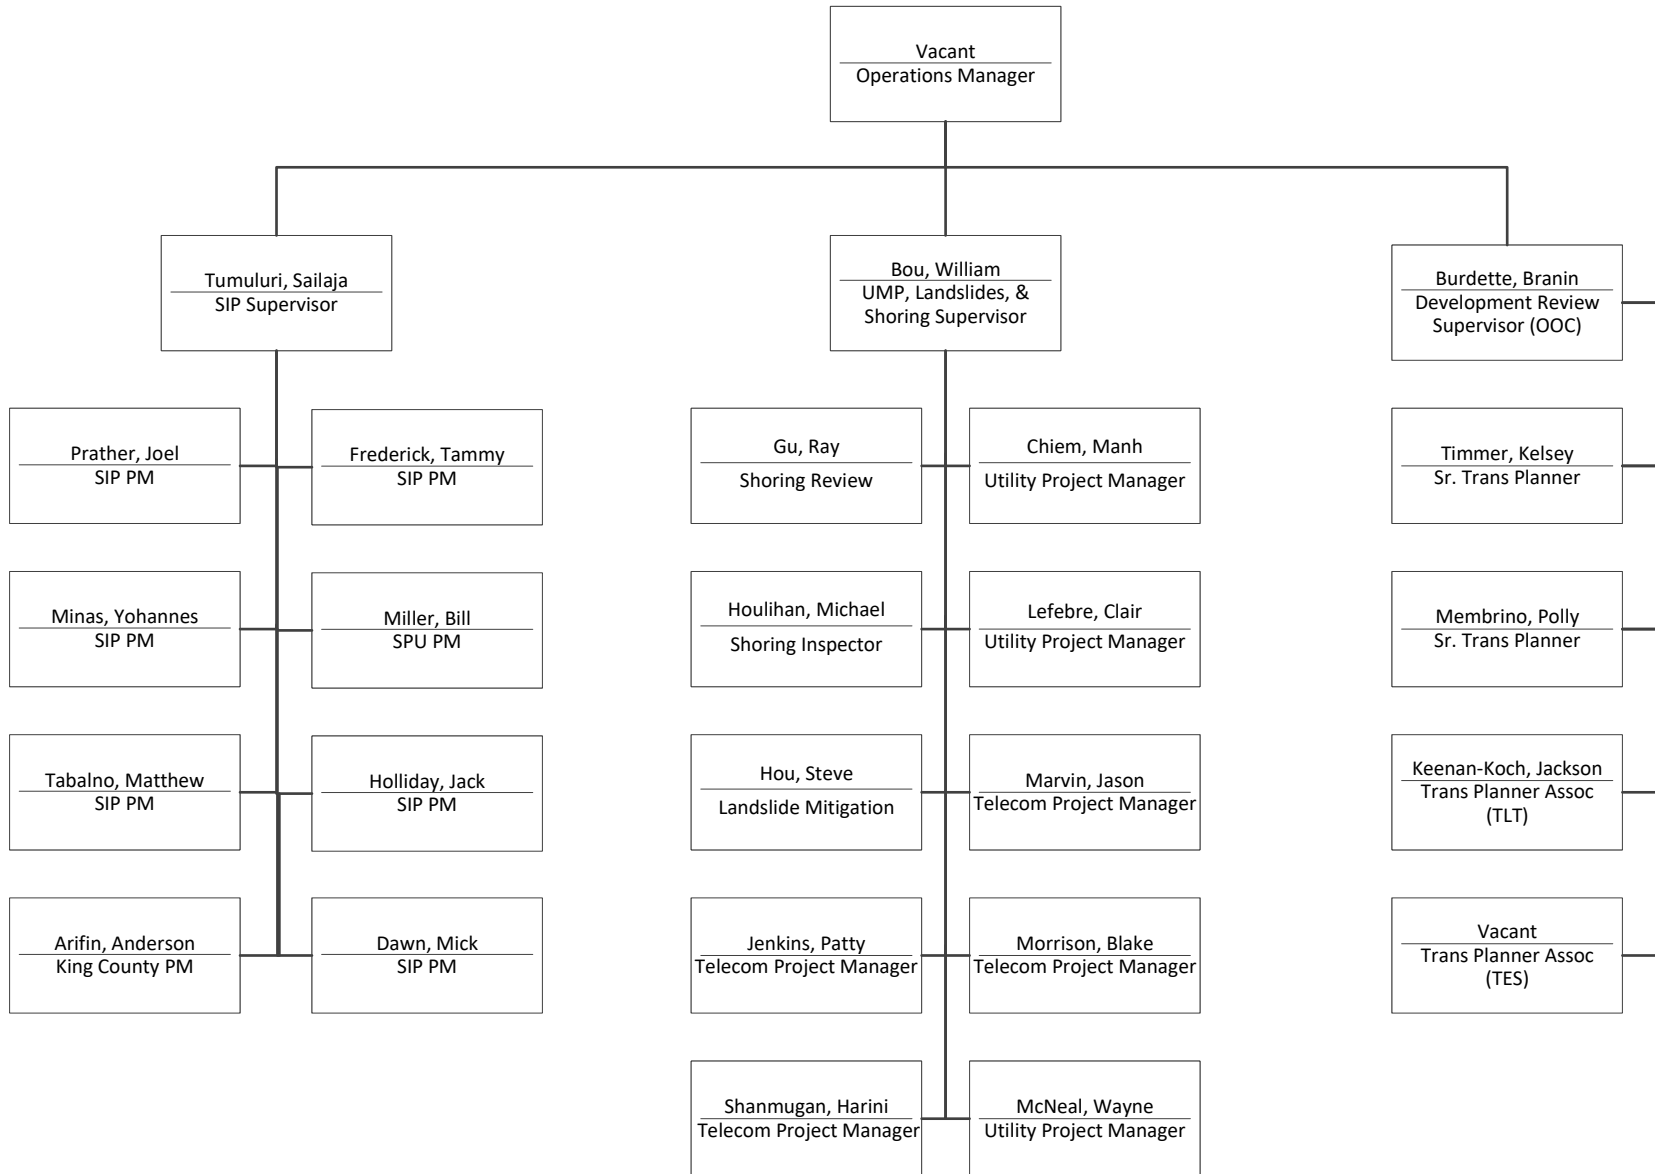 Vacant
Operations Manager
Tumuluri, Sailaja
SIP Supervisor
Bou, William
UMP, Landslides, &
Shoring Supervisor
Burdette, Branin
Development Review
Supervisor (OOC)
Prather, Joel
SIP PM
Frederick, Tammy
SIP PM
Gu, Ray
Shoring Review
Chiem, Manh
Utility Project Manager
Timmer, Kelsey
Sr. Trans Planner
Minas, Yohannes
SIP PM
Miller, Bill
SPU PM
Houlihan, Michael
Shoring Inspector
Lefebre, Clair
Utility Project Manager
Membrino, Polly
Sr. Trans Planner
Tabalno, Matthew
SIP PM
Holliday, Jack
SIP PM
Hou, Steve
Landslide Mitigation
Marvin, Jason
Telecom Project Manager
Keenan-Koch, Jackson
Trans Planner Assoc
(TLT)
Arifin, Anderson
King County PM
Dawn, Mick
SIP PM
Jenkins, Patty
Telecom Project Manager
Morrison, Blake
Telecom Project Manager
Vacant
Trans Planner Assoc
(TES)
Shanmugan, Harini
Telecom Project Manager
McNeal, Wayne
Utility Project Manager